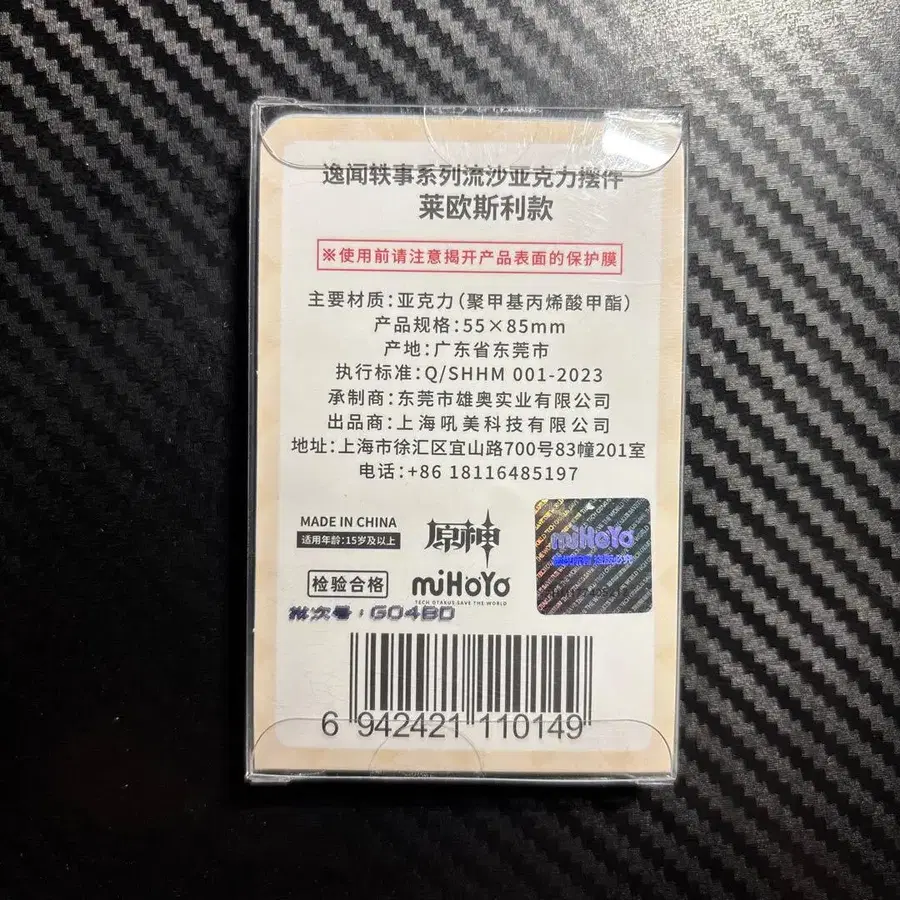 逸闻轶事系列流沙亚克力摆件
莱欧斯利款
※使用前请注意揭开产品表面的保护膜
主要材质:亚克力(聚甲基丙烯酸甲酯)
产品规格:55×85mm
产地:广东省东莞市
执行标准:Q/SHHM 001-2023
承制商:东莞市雄奥实业有限公司
出品商:上海吼美科技有限公司
地址:上海市徐汇区宜山路700号83幢201室
电话:+86 18116485197
MADE IN CHINA
适用年龄:15岁及以上
原神
miHoYo
检验合格
miHoYo
TECH OTAKUS SAVE THE WORLD
批次号:G04BD
6 942421 110149